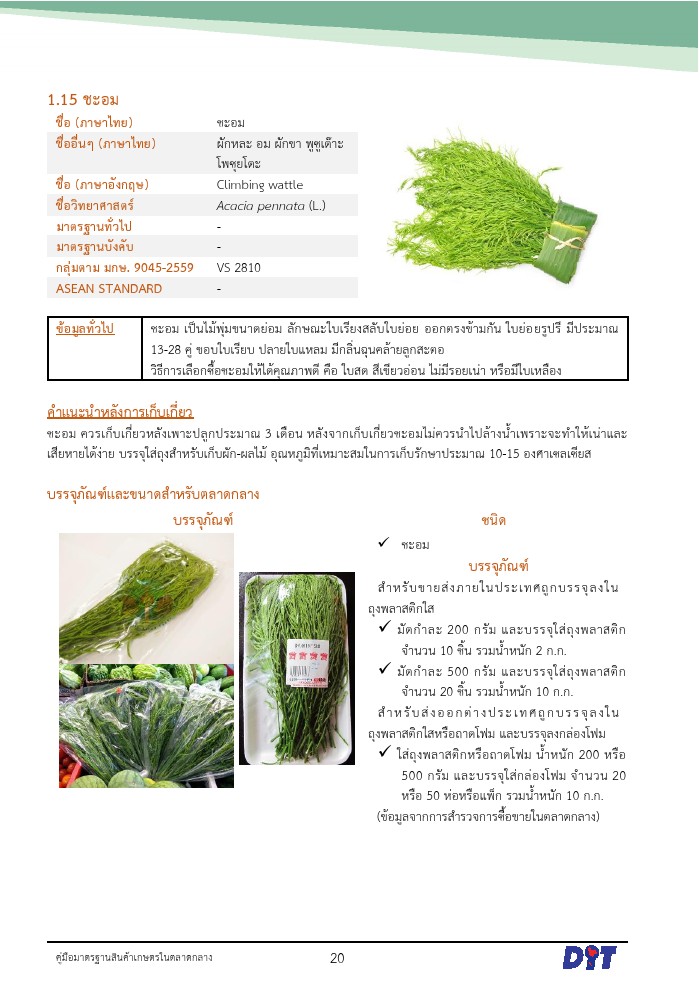 1.15 ชะอม
ชื่อ (ภาษาไทย) ชะอม
ชื่ออื่นๆ (ภาษาไทย) ผักหละ อม ผักขา พูซูเด๊าะ
โพซุยโดะ
ชื่อ (ภาษาอังกฤษ) Climbing wattle
ชื่อวิทยาศาสตร์ Acacia pennata (L.)
มาตรฐานทั่วไป -
มาตรฐานบังคับ -
กลุ่มตาม มกษ. 9045-2559 VS 2810
ASEAN STANDARD -
ข้อมูลทั่วไป ชะอม เป็นไม้พุ่มขนาดย่อม ลักษณะใบเรียงสลับใบย่อย ออกตรงข้ามกัน ใบย่อยรูปรี มีประมาณ
13-28 คู่ ขอบใบเรียบ ปลายใบแหลม มีกลิ่นฉุนคล้ายลูกสะตอ
วิธีการเลือกซื้อชะอมให้ได้คุณภาพดี คือ ใบสด สีเขียวอ่อน ไม่มีรอยเน่า หรือมีใบเหลือง
คำแนะนำหลังการเก็บเกี่ยว
ชะอม ควรเก็บเกี่ยวหลังเพาะปลูกประมาณ 3 เดือน หลังจากเก็บเกี่ยวชะอมไม่ควรนำไปล้างน้ำเพราะจะทำให้เน่าและ
เสียหายได้ง่าย บรรจุใส่ถุงสำหรับเก็บผัก-ผลไม้ อุณหภูมิที่เหมาะสมในการเก็บรักษาประมาณ 10-15 องศาเซลเซียส
บรรจุภัณฑ์และขนาดสำหรับตลาดกลาง
บรรจุภัณฑ์ ชนิด
✓ ชะอม
บรรจุภัณฑ์
สำหรับขายส่งภายในประเทศถูกบรรจุลงใน
ถุงพลาสติกใส
✓ มัดกำละ 200 กรัม และบรรจุใส่ถุงพลาสติก
จำนวน 10 ชิ้น รวมน้ำหนัก 2 ก.ก.
✓ มัดกำละ 500 กรัม และบรรจุใส่ถุงพลาสติก
จำนวน 20 ชิ้น รวมน้ำหนัก 10 ก.ก.
สำหรับส่งออกต่างประเทศถูกบรรจุลงใน
ถุงพลาสติกใสหรือถาดโฟม และบรรจุลงกล่องโฟม
✓ ใส่ถุงพลาสติกหรือถาดโฟม น้ำหนัก 200 หรือ
500 กรัม และบรรจุใส่กล่องโฟม จำนวน 20
หรือ 50 ห่อหรือแพ็ก รวมน้ำหนัก 10 ก.ก.
(ข้อมูลจากการสำรวจการซื้อขายในตลาดกลาง)
คู่มือมาตรฐานสินค้าเกษตรในตลาดกลาง 20 DIT